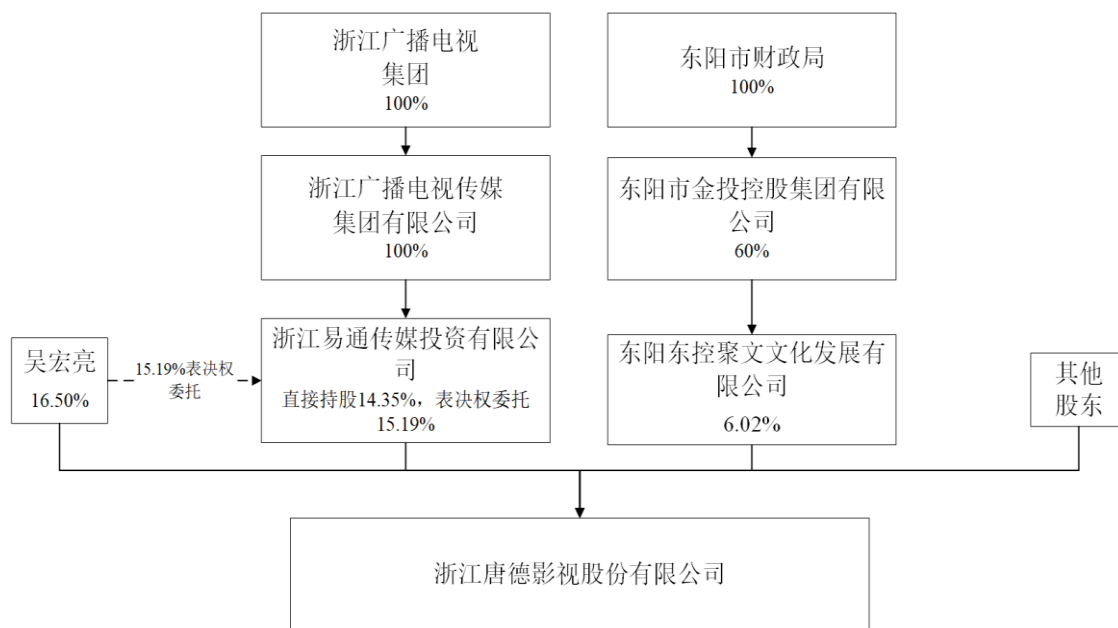 浙江广播电视
集团
100%
东阳市财政局
100%
浙江广播电视传媒
集团有限公司
100%
东阳市金投控股集团有限
公司
60%
吴宏亮
16.50%
15.19%表决权
委托
浙江易通传媒投资有限公
司
直接持股14.35%，表决权委托
15.19%
东阳东控聚文文化发展有
限公司
6.02%
其他
股东
浙江唐德影视股份有限公司